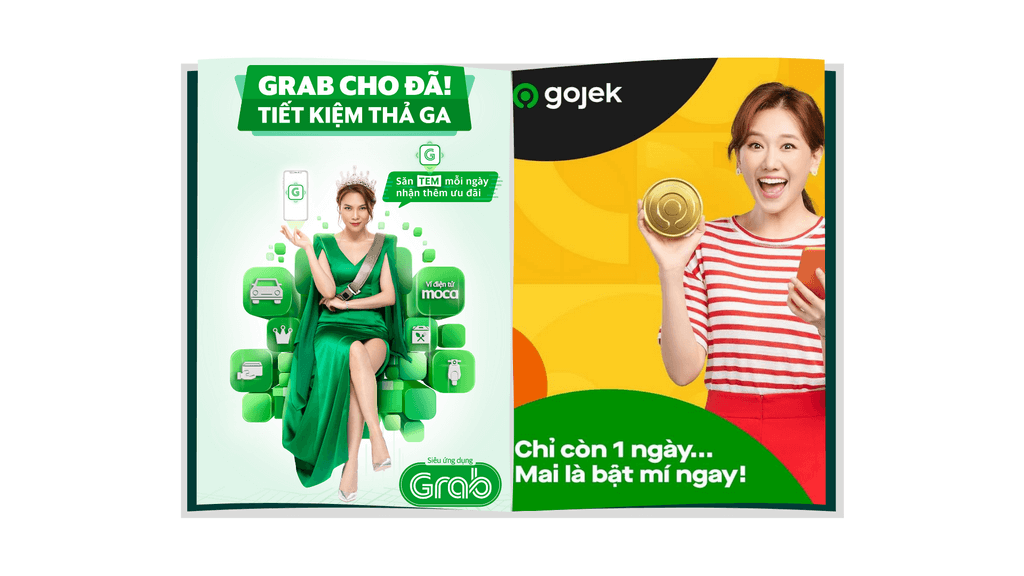 GRAB CHO ĐÃ!
TIẾT KIỆM THẢ GA
G
Săn TEM mỗi ngày
nhận thêm ưu đãi
G
Ví điện tử
moca
Siêu ứng dụng
Grab
gojek
Chỉ còn 1 ngày...
Mai là bật mí ngay!